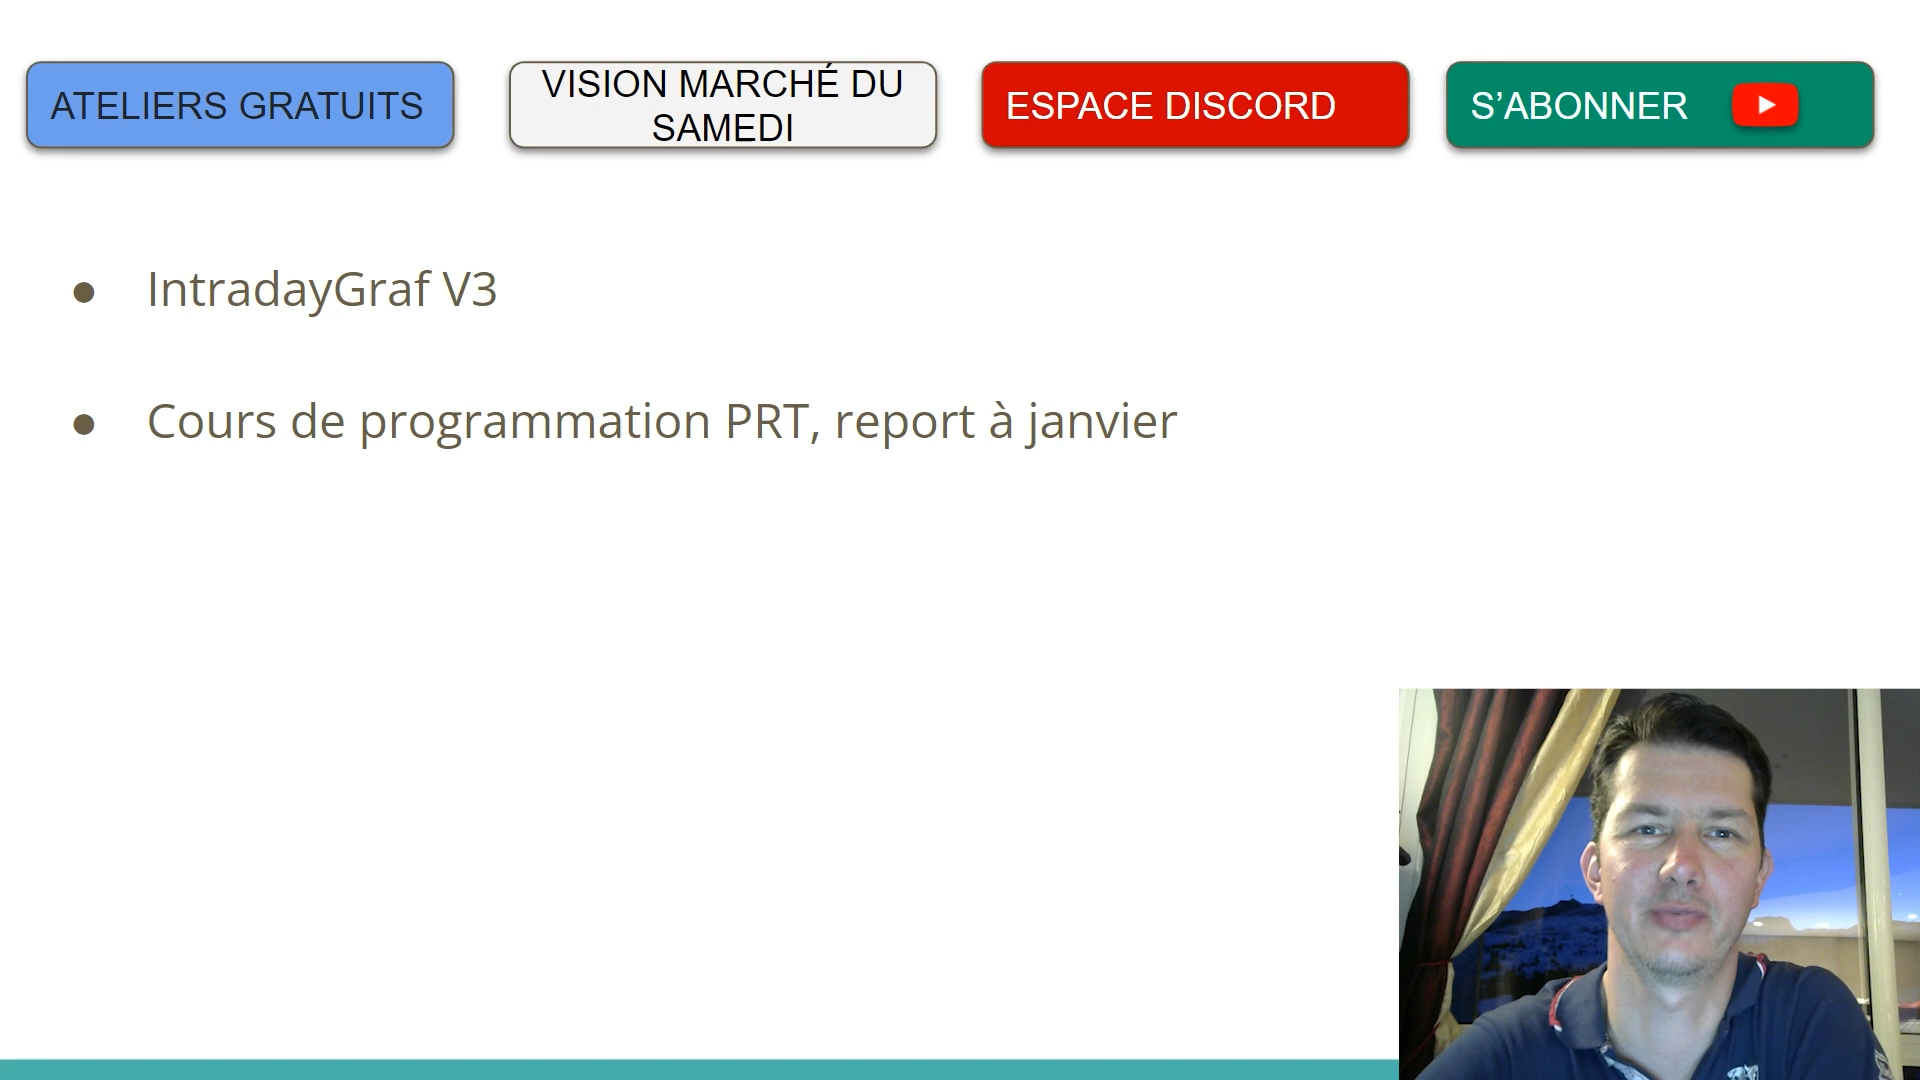 ATELIERS GRATUITS
VISION MARCHÉ DU
SAMEDI
ESPACE DISCORD
S’ABONNER
● IntradayGraf V3
● Cours de programmation PRT, report à janvier